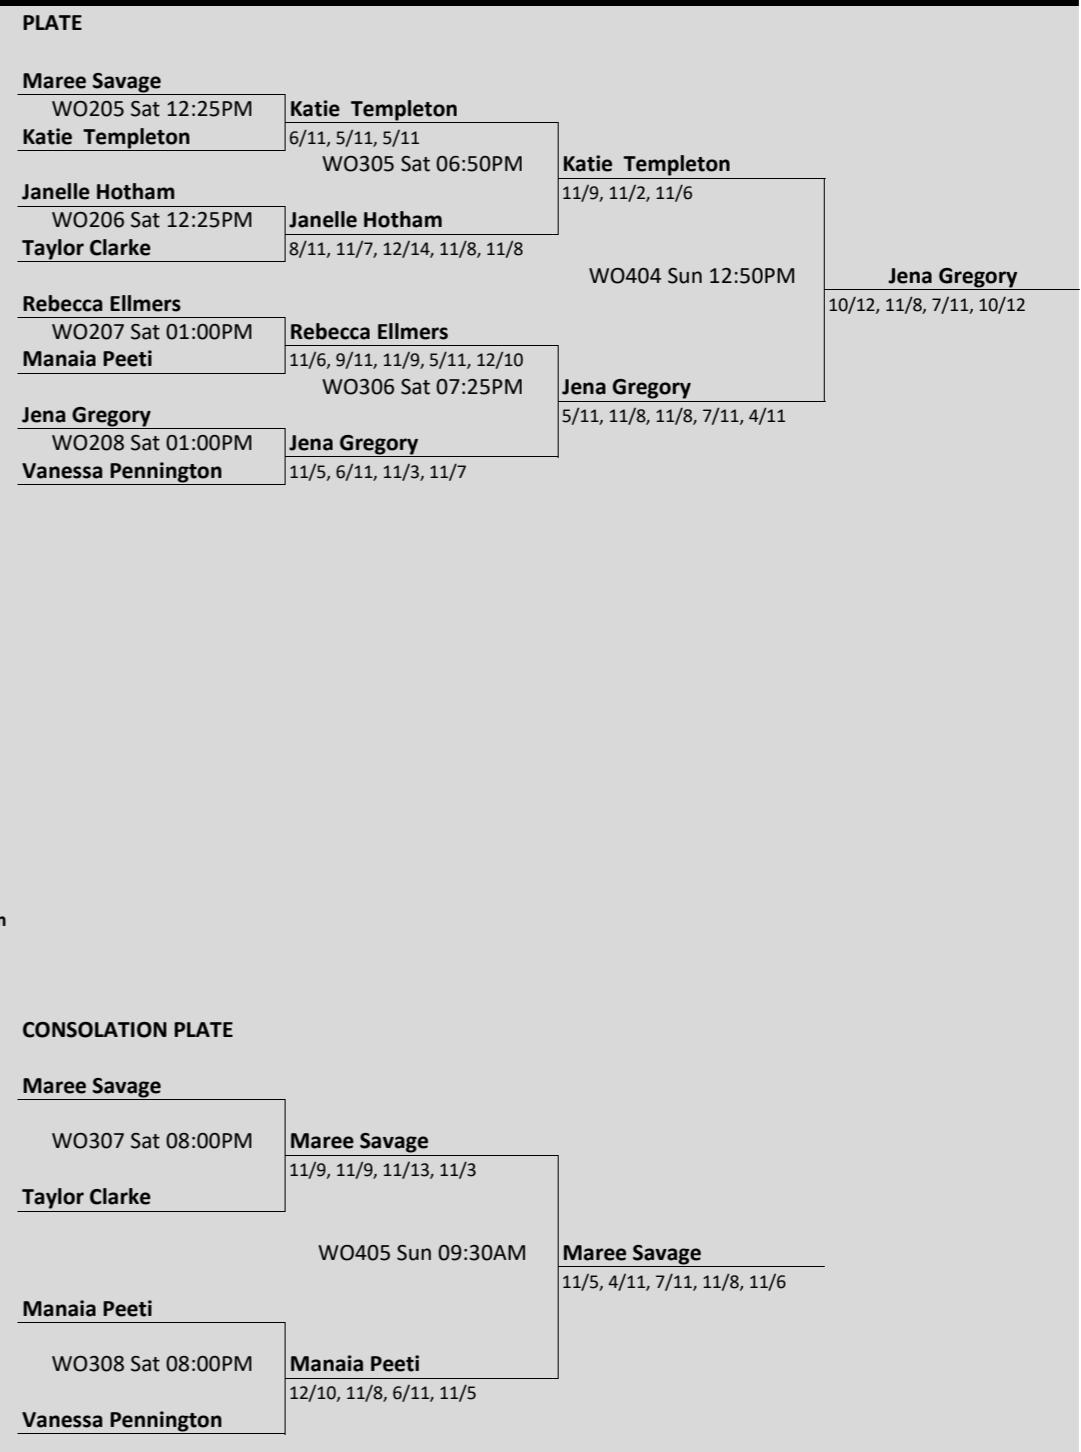 PLATE
Maree Savage
WO205 Sat 12:25PM Katie  Templeton
Katie  Templeton 6/11, 5/11, 5/11
WO305 Sat 06:50PM Katie  Templeton
Janelle Hotham 11/9, 11/2, 11/6
WO206 Sat 12:25PM Janelle Hotham
Taylor Clarke 8/11, 11/7, 12/14, 11/8, 11/8
WO404 Sun 12:50PM Jena Gregory
Rebecca Ellmers 10/12, 11/8, 7/11, 10/12
WO207 Sat 01:00PM Rebecca Ellmers
Manaia Peeti 11/6, 9/11, 11/9, 5/11, 12/10
WO306 Sat 07:25PM Jena Gregory
Jena Gregory 5/11, 11/8, 11/8, 7/11, 4/11
WO208 Sat 01:00PM Jena Gregory
Vanessa Pennington 11/5, 6/11, 11/3, 11/7
CONSOLATION PLATE
Maree Savage
WO307 Sat 08:00PM Maree Savage
11/9, 11/9, 11/13, 11/3
Taylor Clarke
WO405 Sun 09:30AM Maree Savage
11/5, 4/11, 7/11, 11/8, 11/6
Manaia Peeti
WO308 Sat 08:00PM Manaia Peeti
12/10, 11/8, 6/11, 11/5
Vanessa Pennington